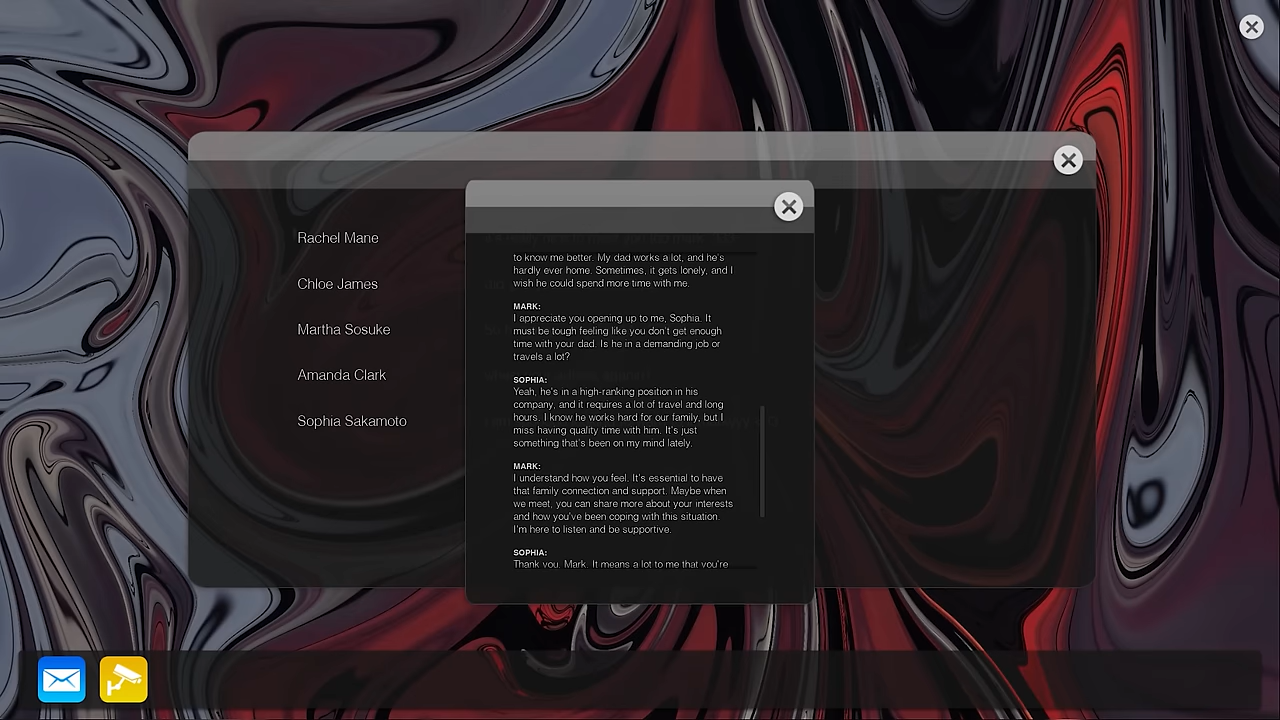 Rachel Mane
Chloe James
Martha Sosuke
Amanda Clark
Sophia Sakamoto
to know me better. My dad works a lot, and he's
hardly ever home. Sometimes, it gets lonely, and I
wish he could spend more time with me.
MARK:
I appreciate you opening up to me, Sophia. It
must be tough feeling like you don't get enough
time with your dad. Is he in a demanding job or
travels a lot?
SOPHIA:
Yeah, he's in a high-ranking position in his
company, and it requires a lot of travel and long
hours. I know he works hard for our family, but I
miss having quality time with him. It's just
something that's been on my mind lately.
MARK:
I understand how you feel. It's essential to have
that family connection and support. Maybe when
we meet, you can share more about your interests
and how you've been coping with this situation.
I'm here to listen and be supportive.
SOPHIA:
Thank you, Mark. It means a lot to me that you're